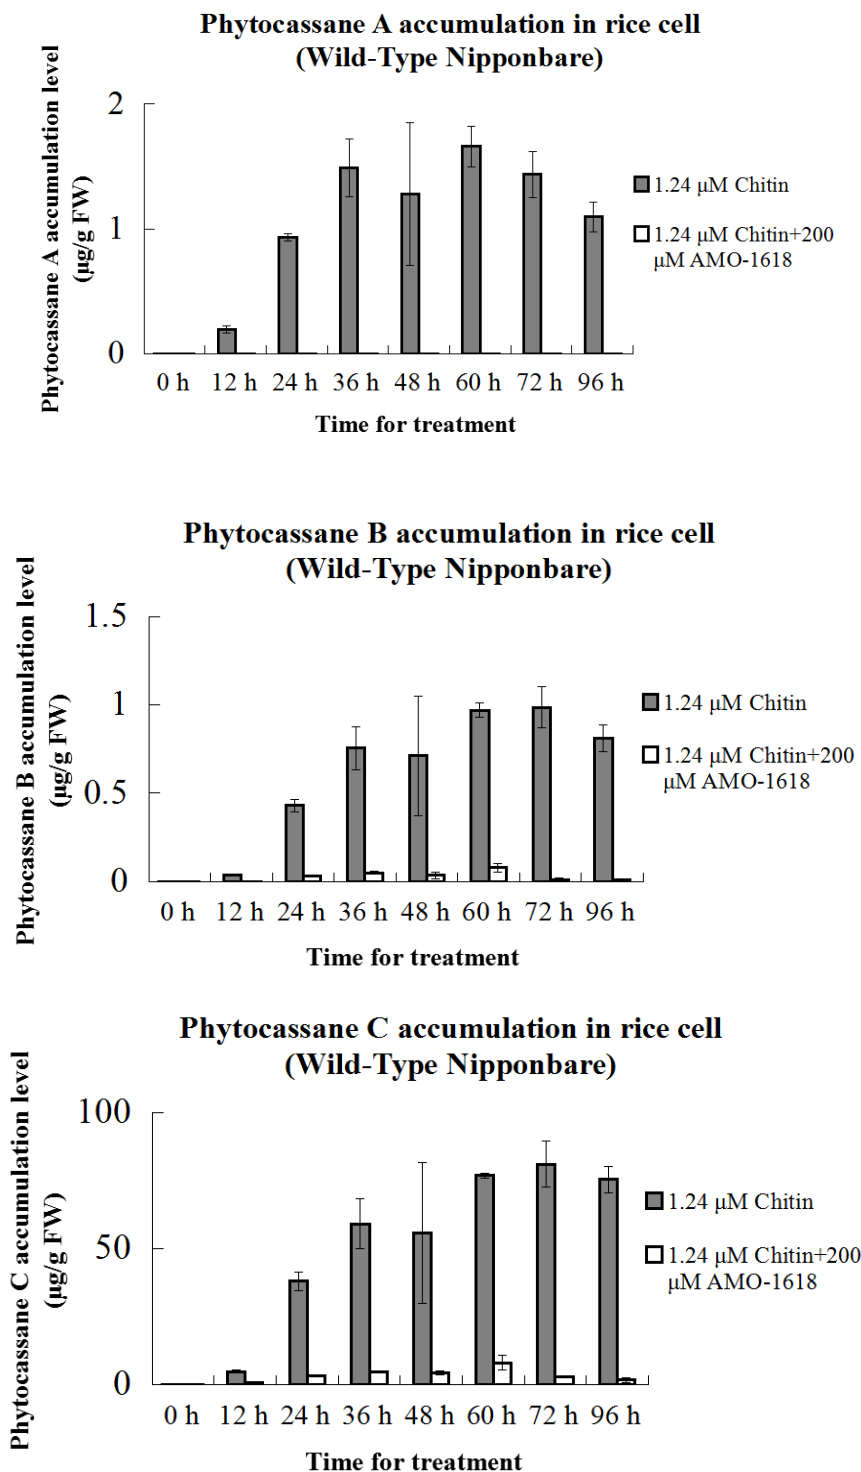 Phytocassane A accumulation in rice cell
(Wild-Type Nipponbare)
Phytocassane A accumulation level
(μg/g FW)
2
1
0
0 h 12 h 24 h 36 h 48 h 60 h 72 h 96 h
Time for treatment
1.24 μM Chitin
1.24 μM Chitin+200
μM AMO-1618
Phytocassane B accumulation in rice cell
(Wild-Type Nipponbare)
Phytocassane B accumulation level
(μg/g FW)
1.5
1
0.5
0
0 h 12 h 24 h 36 h 48 h 60 h 72 h 96 h
Time for treatment
1.24 μM Chitin
1.24 μM Chitin+200
μM AMO-1618
Phytocassane C accumulation in rice cell
(Wild-Type Nipponbare)
Phytocassane C accumulation level
(μg/g FW)
100
50
0
0 h 12 h 24 h 36 h 48 h 60 h 72 h 96 h
Time for treatment
1.24 μM Chitin
1.24 μM Chitin+200
μM AMO-1618